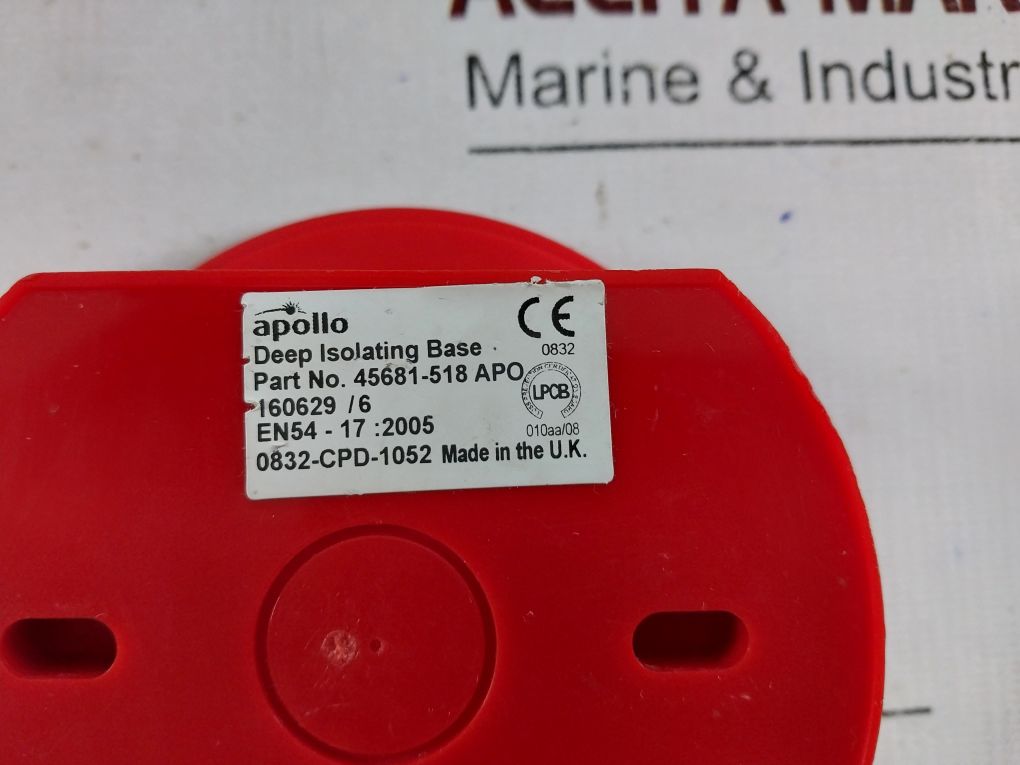 Marine & Industr
apollo
CE
Deep Isolating Base
0832
Part No. 45681-518 APO
LPCB
160629 /6
010aa/08
EN54 - 17 :2005
0832-CPD-1052 Made in the U.K.